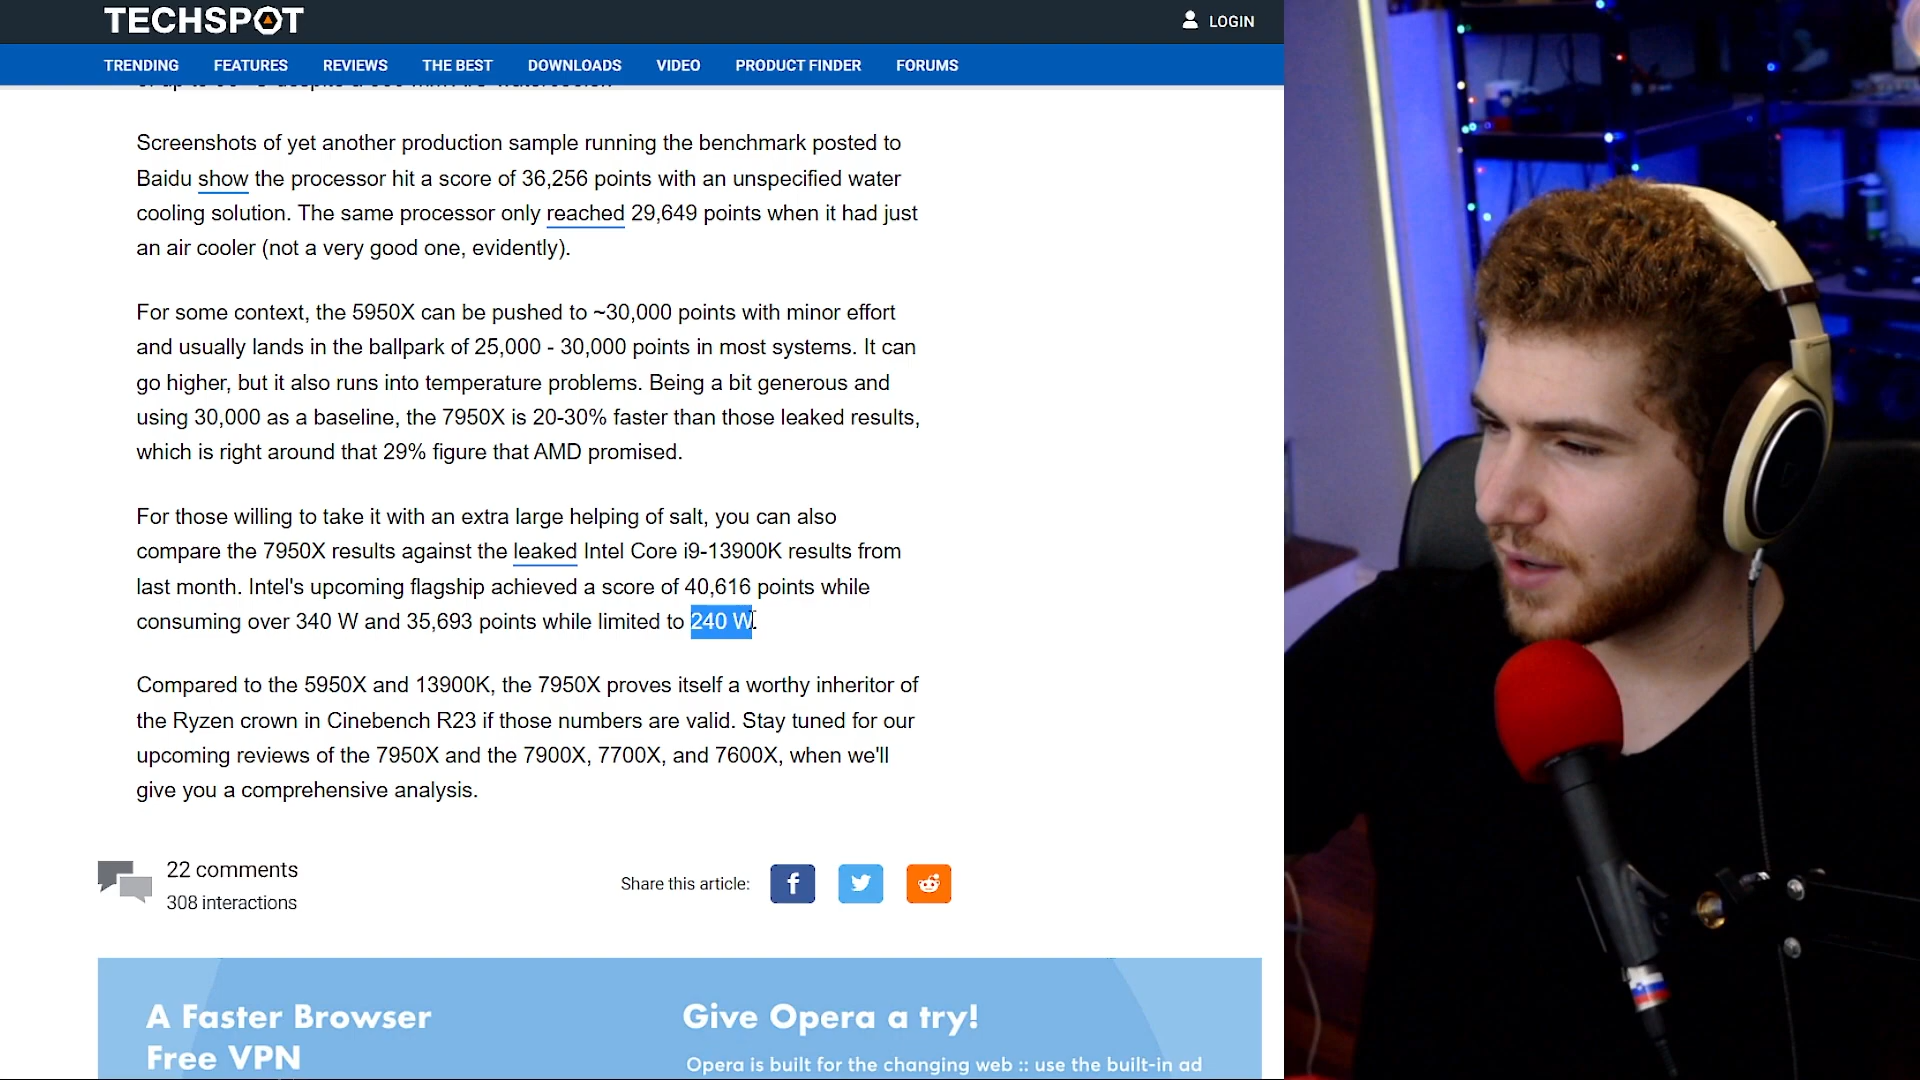 TECHSPOT
LOGIN
TRENDING FEATURES REVIEWS THE BEST DOWNLOADS VIDEO PRODUCT FINDER FORUMS
Screenshots of yet another production sample running the benchmark posted to
Baidu show the processor hit a score of 36,256 points with an unspecified water
cooling solution. The same processor only reached 29,649 points when it had just
an air cooler (not a very good one, evidently).
For some context, the 5950X can be pushed to ~30,000 points with minor effort
and usually lands in the ballpark of 25,000 - 30,000 points in most systems. It can
go higher, but it also runs into temperature problems. Being a bit generous and
using 30,000 as a baseline, the 7950X is 20-30% faster than those leaked results,
which is right around that 29% figure that AMD promised.
For those willing to take it with an extra large helping of salt, you can also
compare the 7950X results against the leaked Intel Core i9-13900K results from
last month. Intel's upcoming flagship achieved a score of 40,616 points while
consuming over 340 W and 35,693 points while limited to 240 W.
Compared to the 5950X and 13900K, the 7950X proves itself a worthy inheritor of
the Ryzen crown in Cinebench R23 if those numbers are valid. Stay tuned for our
upcoming reviews of the 7950X and the 7900X, 7700X, and 7600X, when we'll
give you a comprehensive analysis.
22 comments
308 interactions
Share this article:
A Faster Browser
Free VPN
Give Opera a try!
Opera is built for the changing web :: use the built-in ad